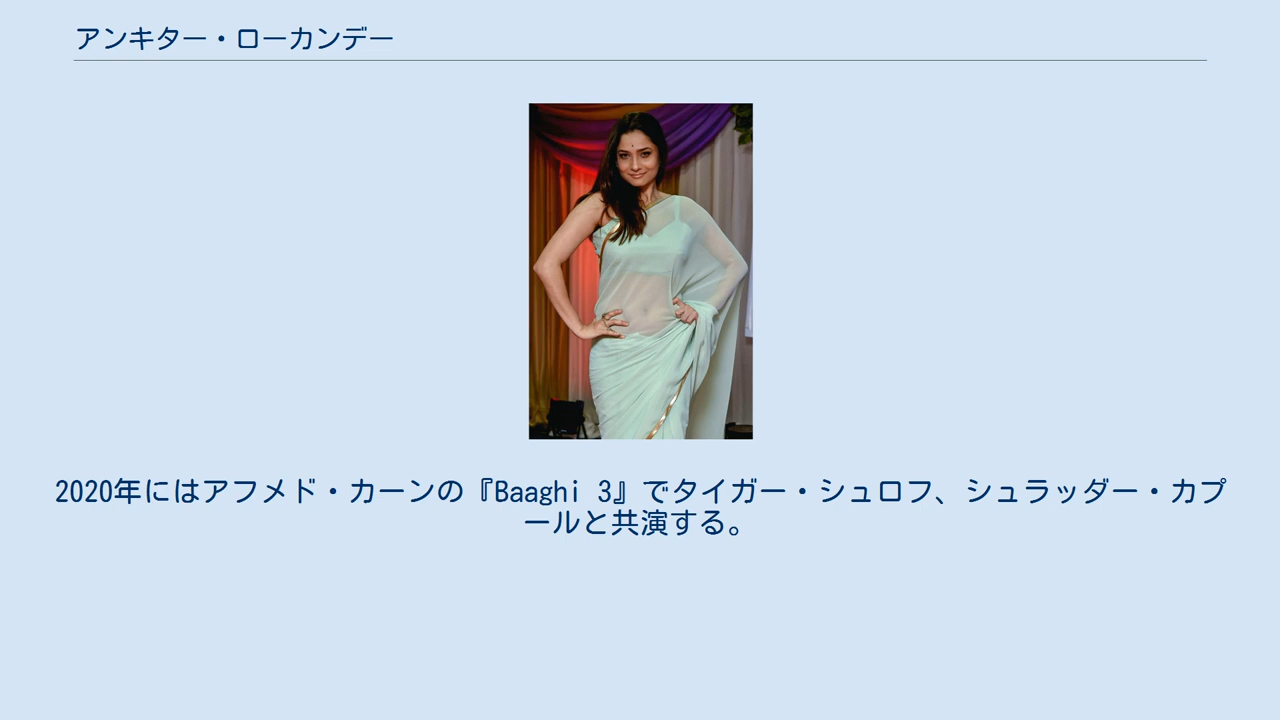 アンキター・ローカンデー
2020年にはアフメド・カーンの『Baaghi 3』でタイガー・シュロフ、シュラッダー・カプ
ールと共演する。